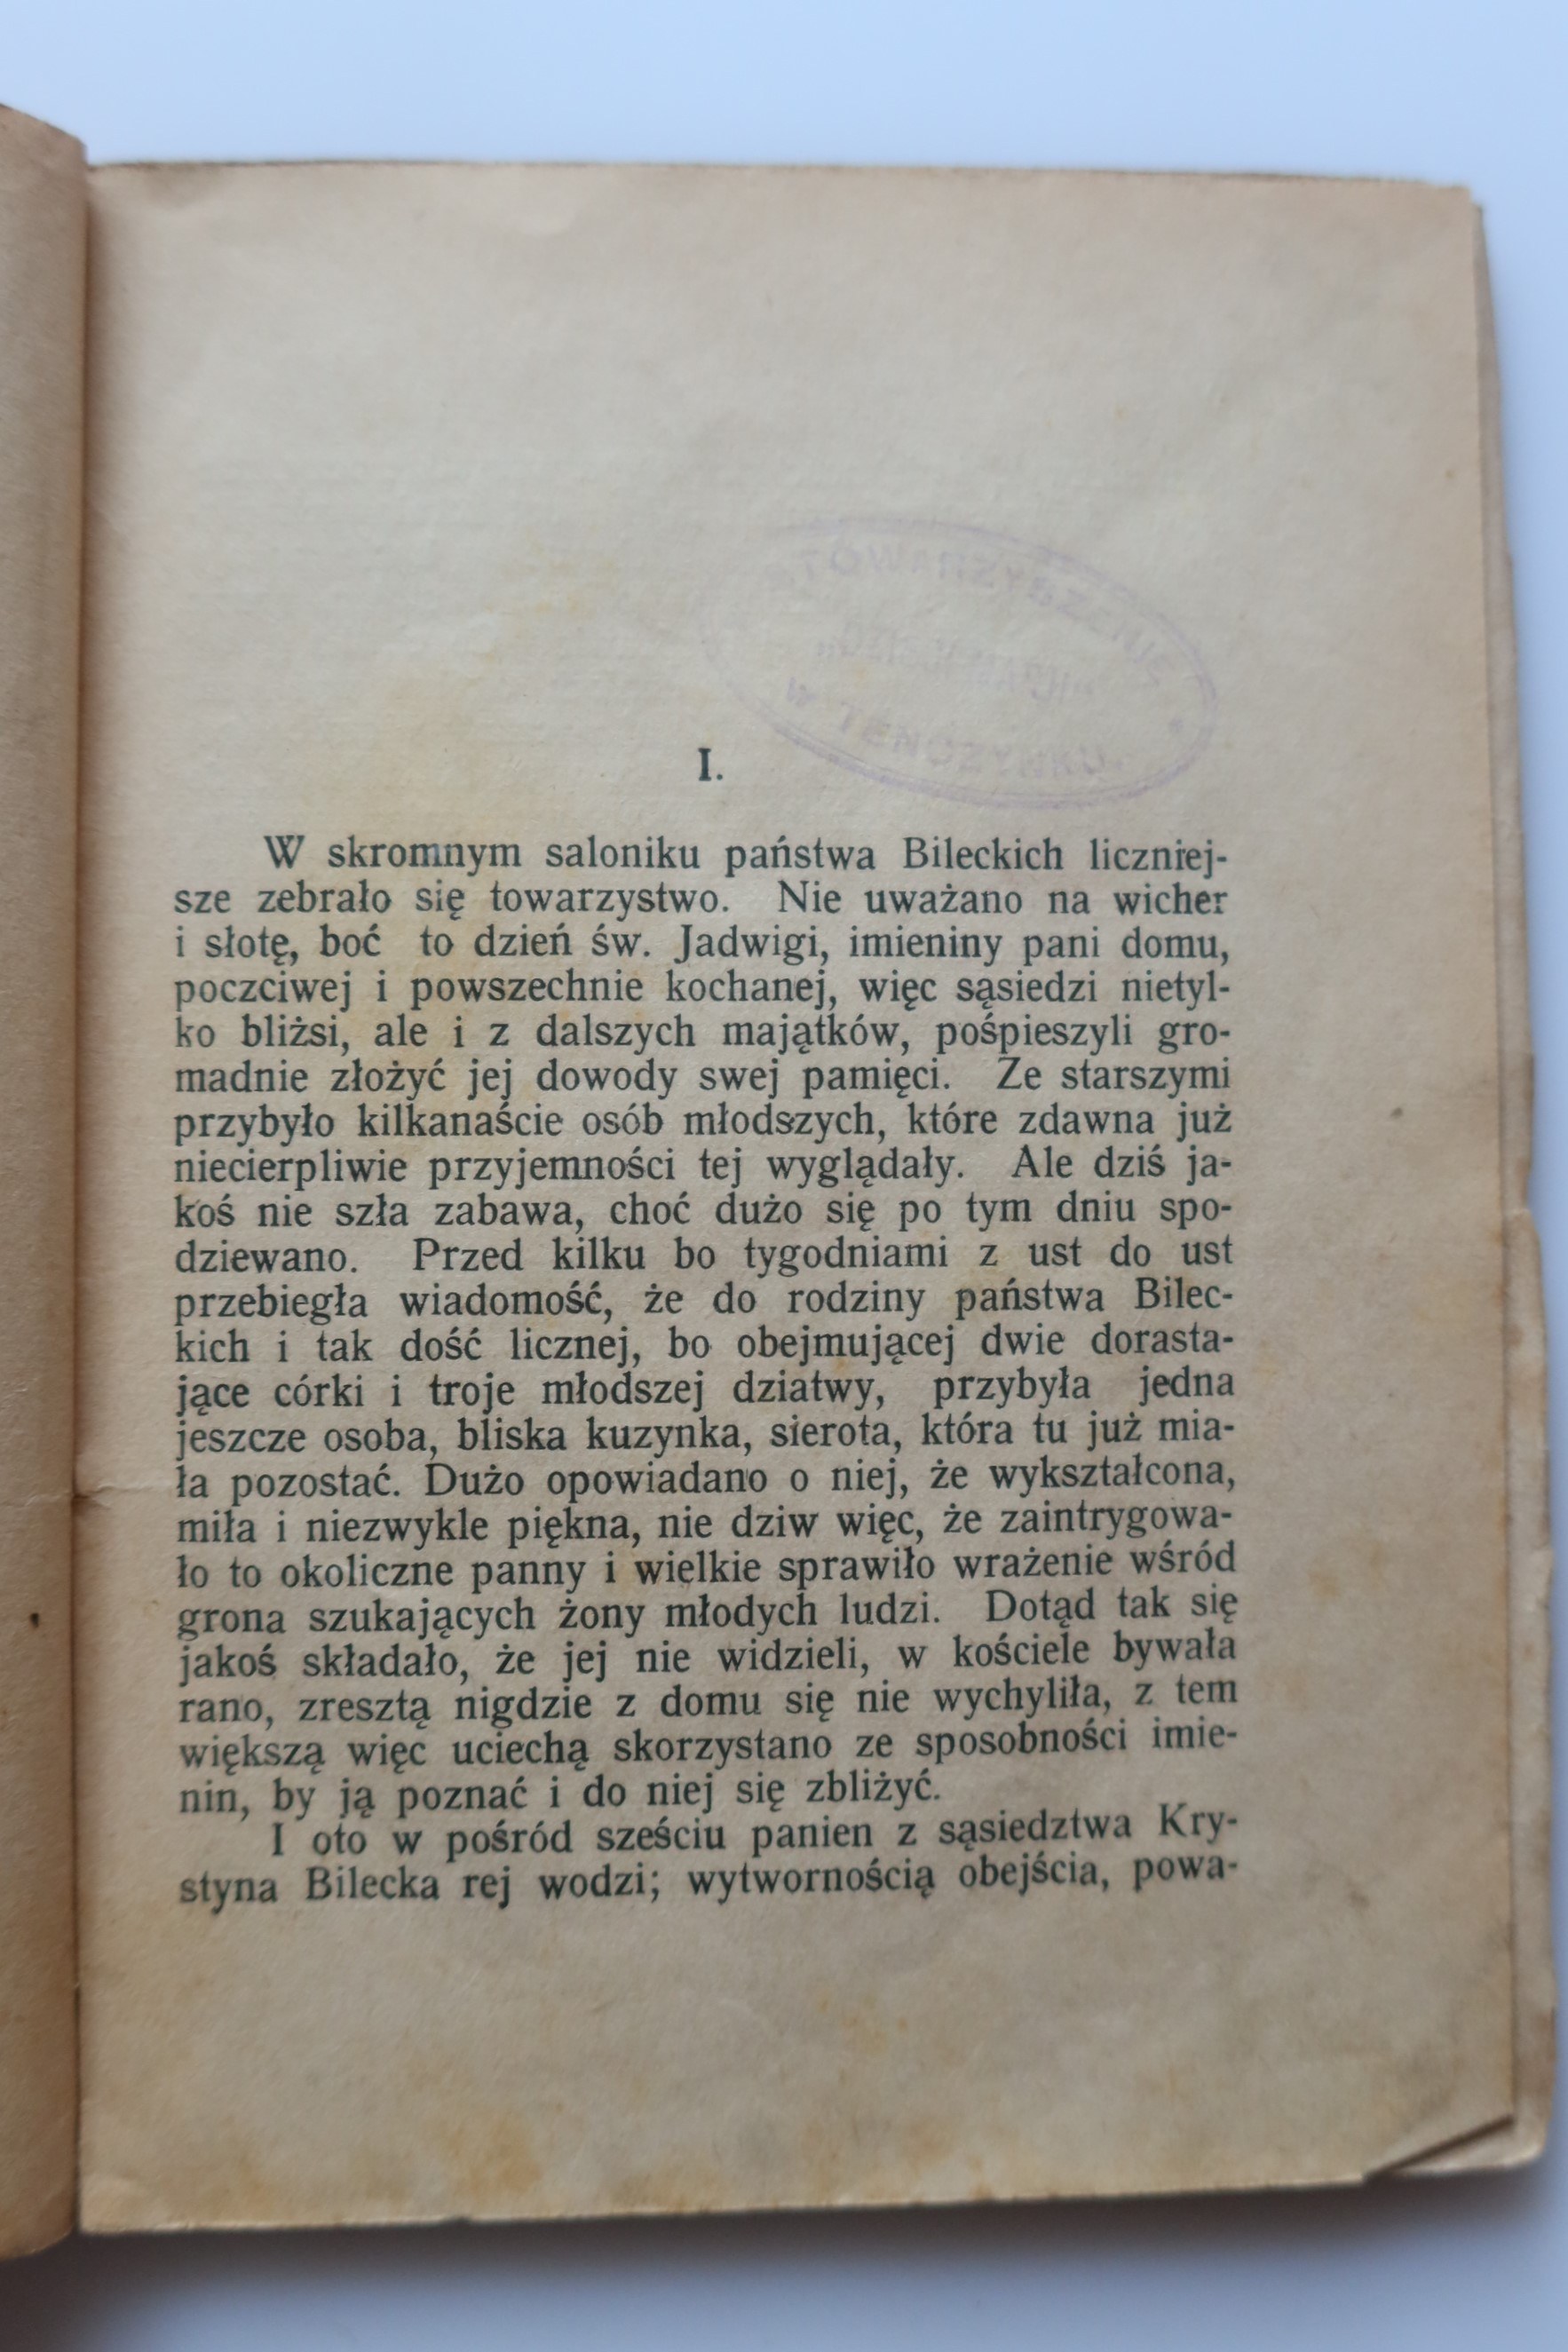 I.
W skromnym saloniku państwa Bileckich liczniej-
sze zebrało się towarzystwo. Nie uważano na wicher
i słotę, boć to dzień św. Jadwigi, imieniny pani domu,
poczciwej i powszechnie kochanej, więc sąsiedzi nietyl-
ko bliżsi, ale i z dalszych majątków, pośpieszyli gro-
madnie złożyć jej dowody swej pamięci. Ze starszymi
przybyło kilkanaście osób młodszych, które zdawna już
niecierpliwie przyjemności tej wyglądały. Ale dziś ja-
koś nie szła zabawa, choć dużo się po tym dniu spo-
dziewano. Przed kilku bo tygodniami z ust do ust
przebiegła wiadomość, że do rodziny państwa Bilec-
kich i tak dość licznej, bo obejmującej dwie dorasta-
jące córki i troje młodszej dziatwy, przybyła jedna
jeszcze osoba, bliska kuzynka, sierota, która tu już mia-
ła pozostać. Dużo opowiadano o niej, że wykształcona,
miła i niezwykle piękna, nie dziw więc, że zaintrygowa-
ło to okoliczne panny i wielkie sprawiło wrażenie wśród
grona szukających żony młodych ludzi. Dotąd tak się
jakoś składało, że jej nie widzieli, w kościele bywała
rano, zresztą nigdzie z domu się nie wychyliła, z tem
większą więc uciechą skorzystano ze sposobności imie-
nin, by ją poznać i do niej się zbliżyć.
I oto w pośród sześciu panien z sąsiedztwa Kry-
styna Bilecka rej wodzi; wytwornością obejścia, powa-